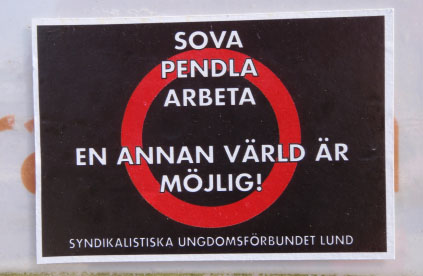 SOVA
PENDLA
ARBETA
EN ANNAN VÄRLD ÄR
MÖJLIG!
SYNDIKALISTISKA UNGDOMSFÖRBUNDET LUND